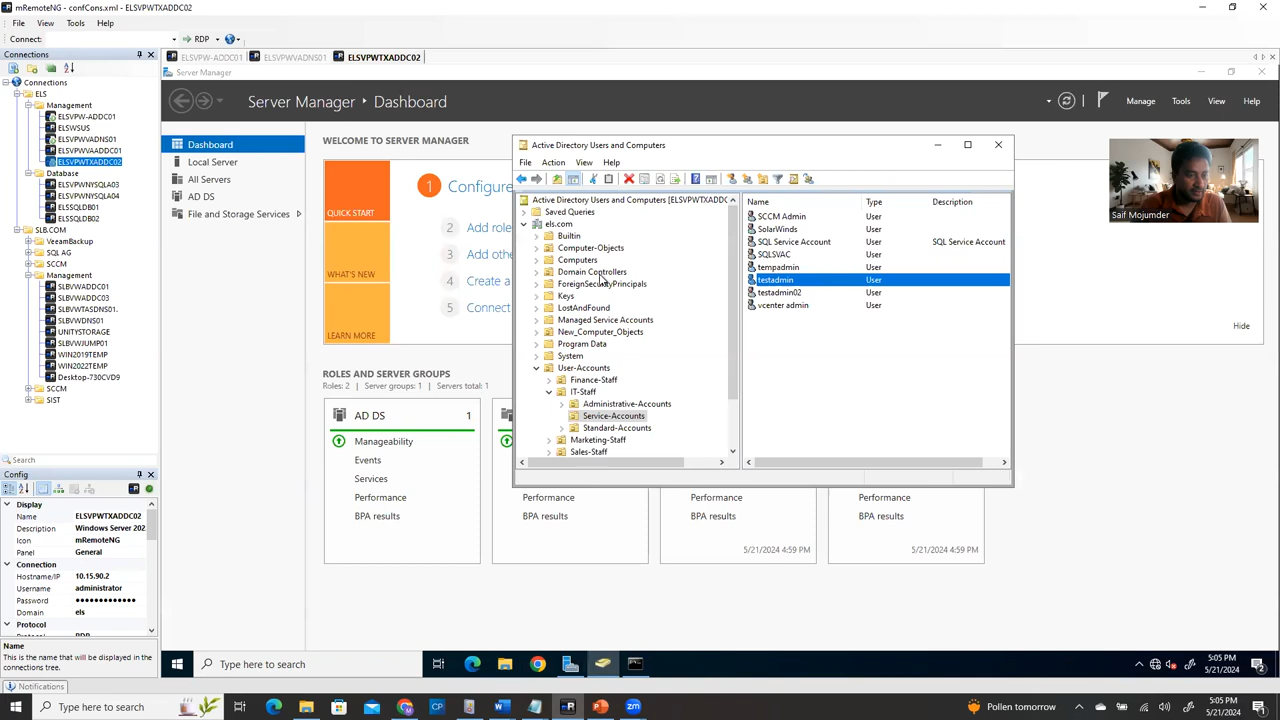 mRemoteNG - confCons.xml - ELSVPWTXADDC02
File View Tools Help
Connect: RDP
Connections
Connections
ELS
Management
ELSVPW-ADDC01
ELSWSUS
ELSVPWVADNS01
ELSVPWVAADDC01
ELSVPWTXADDC02
Database
ELSVPWNYSQLA03
ELSVPWNYSQLA04
ELSSQLDB01
ELSSQLDB02
SLB.COM
VeeamBackup
SQL AG
SCCM
Management
SLBVWADDC01
SLBVWADDC03
SLBVWTASDNS01.
SLBVWDNS01
UNITYSTORAGE
SLBVWJUMP01
WIN2019TEMP
WIN2022TEMP
Desktop-730CVD9
SCCM
SIST
Search
Config
Display
Name ELSVPWTXADDC02
Description Windows Server 202
Icon mRemoteNG
Panel General
Connection
Hostname/IP 10.15.90.2
Username administrator
Password •••••••••••••
Domain els
Protocol
Protocol RDP
Name
This is the name that will be displayed in the connections tree.
Notifications
ELSVPW-ADDC01 ELSVPWVADNS01 ELSVPWTXADDC02
Server Manager
Server Manager • Dashboard
Manage Tools View Help
Dashboard
Local Server
All Servers
AD DS
File and Storage Services
WELCOME TO SERVER MANAGER
QUICK START
WHAT'S NEW
LEARN MORE
1 Configure
2 Add role
3 Add othe
4 Create a
5 Connect
Hide
ROLES AND SERVER GROUPS
Roles: 2 | Server groups: 1 | Servers total: 1
AD DS 1
Manageability
Events
Services
Performance
BPA results
Performance
BPA results
Performance
BPA results
5/21/2024 4:59 PM
Performance
BPA results
5/21/2024 4:59 PM
Active Directory Users and Computers
File Action View Help
Active Directory Users and Computers [ELSVPWTXADDC
Saved Queries
els.com
Builtin
Computer-Objects
Computers
Domain Controllers
ForeignSecurityPrincipals
Keys
LostAndFound
Managed Service Accounts
New_Computer_Objects
Program Data
System
User-Accounts
Finance-Staff
IT-Staff
Administrative-Accounts
Service-Accounts
Standard-Accounts
Marketing-Staff
Sales-Staff
Name Type Description
SCCM Admin User
SolarWinds User
SQL Service Account User SQL Service Account
SQLSVAC User
tempadmin User
testadmin User
testadmin02 User
vcenter admin User
Saif Mojumder
Type here to search
5:05 PM
5/21/2024
2
Type here to search
Pollen tomorrow
5:05 PM
5/21/2024
1